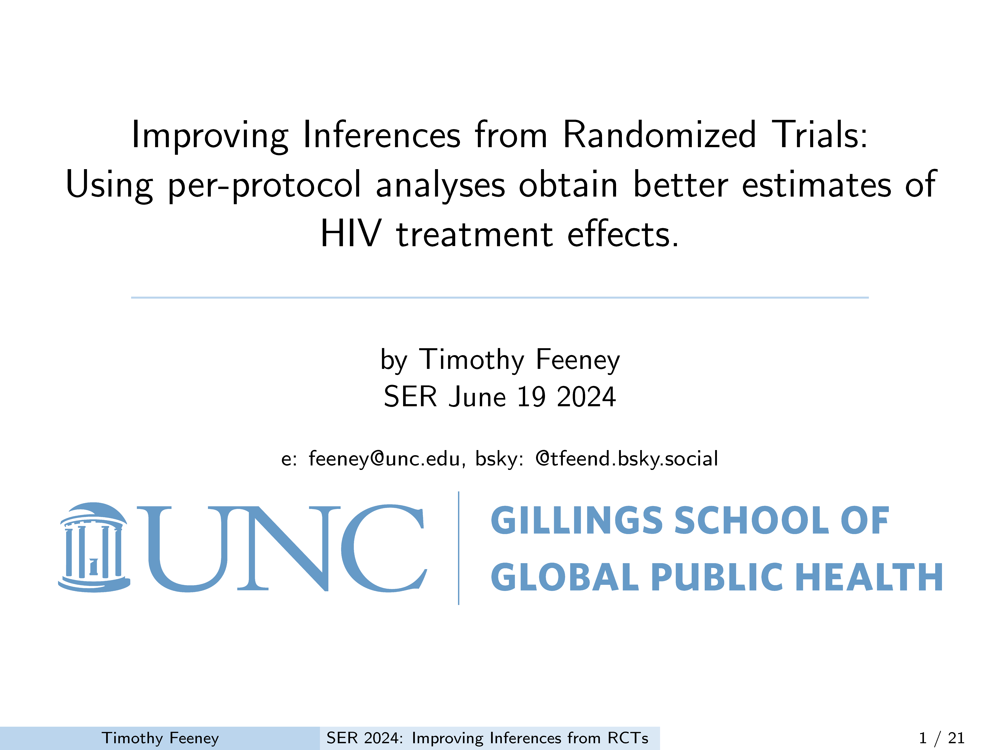 Improving Inferences from Randomized Trials:
Using per-protocol analyses obtain better estimates of
HIV treatment effects.
by Timothy Feeney
SER June 19 2024
e: feeney@unc.edu, bsky: @tfeend.bsky.social
UNC
GILLINGS SCHOOL OF
GLOBAL PUBLIC HEALTH
Timothy Feeney
SER 2024: Improving Inferences from RCTs
1 / 21